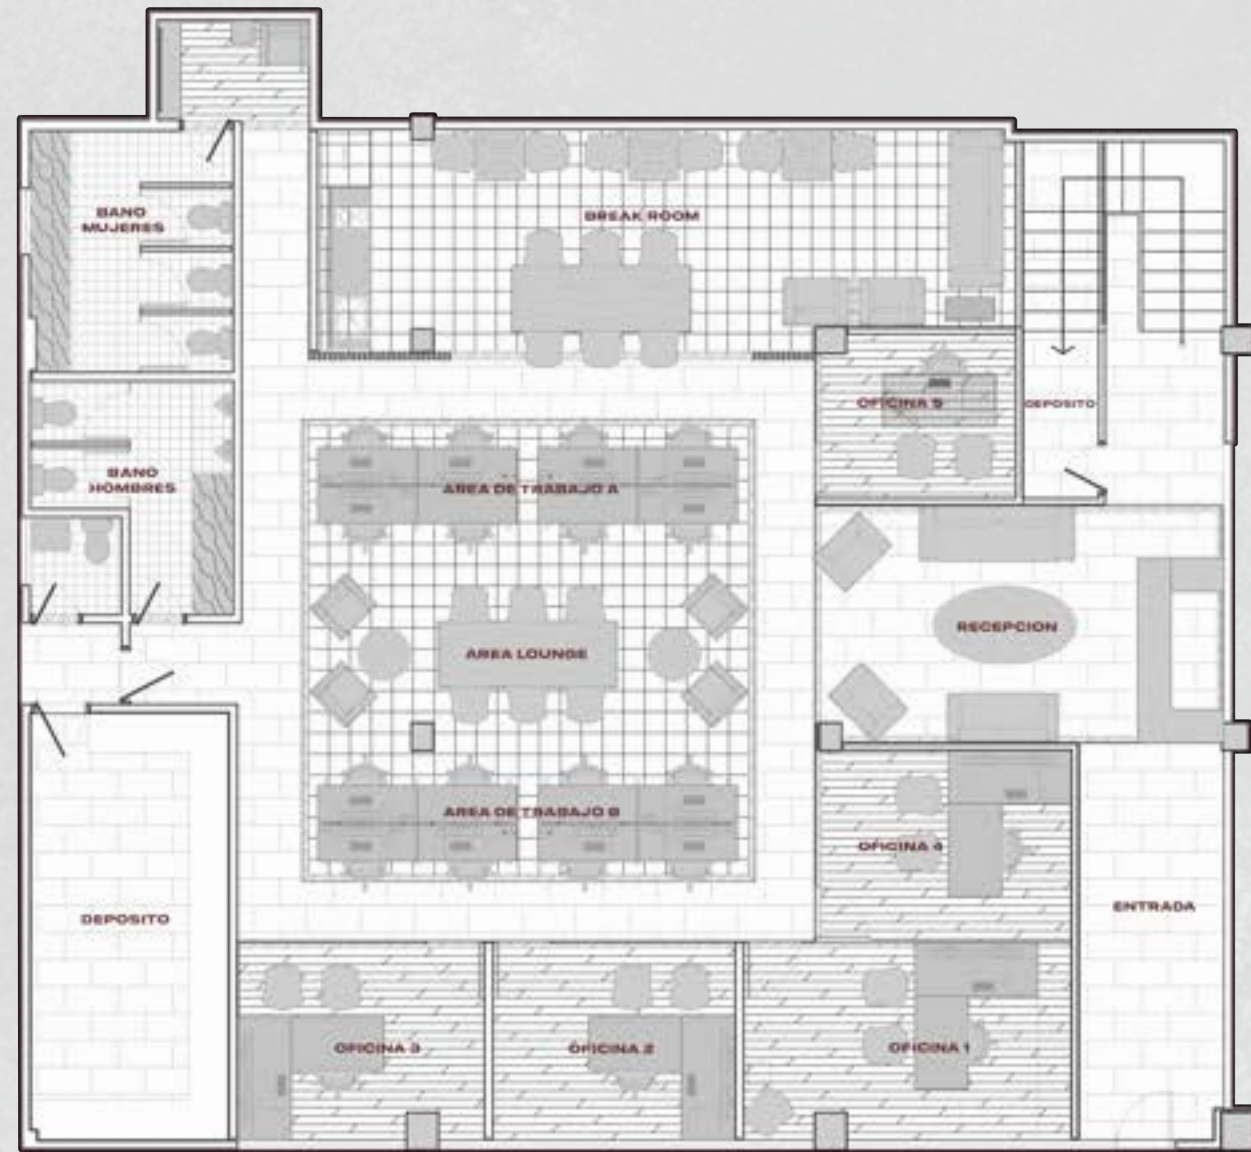 BANO
MUJERES
BREAK ROOM
OFICINA 5
DEPOSITO
BANO
HOMBRES
AREA DE TRABAJO A
RECEPCION
AREA LOUNGE
AREA DE TRABAJO B
OFICINA 4
DEPOSITO
ENTRADA
OFICINA 3
OFICINA 2
OFICINA 1